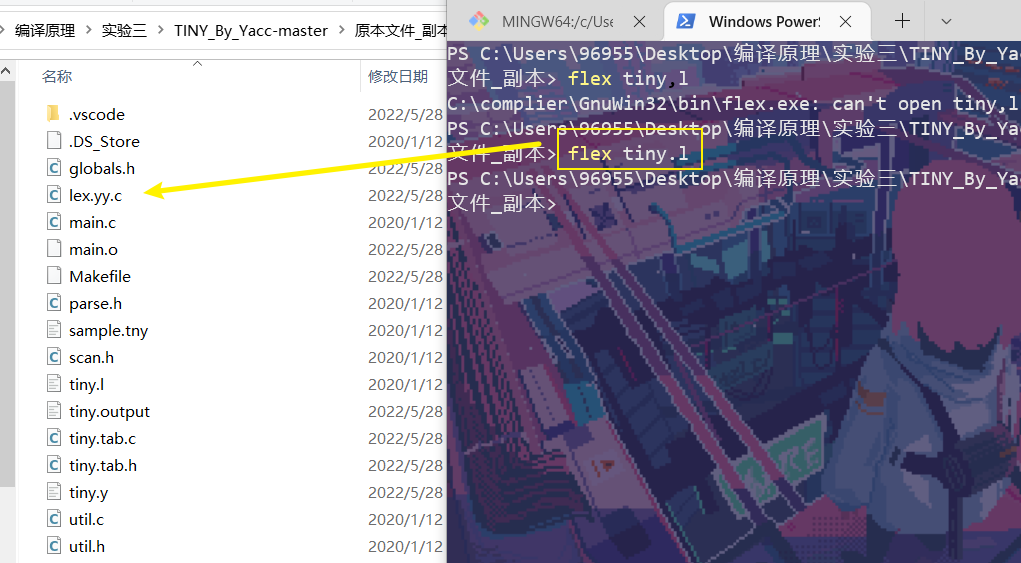 编译原理 实验三 TINY_By_Yacc-master 原本文件_副本
名称 修改日期
.vscode 2022/5/28
.DS_Store 2020/1/12
globals.h 2022/5/28
lex.yy.c 2022/5/28
main.c 2020/1/12
main.o 2022/5/28
Makefile 2022/5/28
parse.h 2020/1/12
sample.tny 2020/1/12
scan.h 2020/1/12
tiny.l 2020/1/12
tiny.output 2022/5/28
tiny.tab.c 2022/5/28
tiny.tab.h 2022/5/28
tiny.y 2022/5/28
util.c 2020/1/12
util.h 2020/1/12
MINGW64:/c/Use
Windows PowerS
PS C:\Users\96955\Desktop\编译原理\实验三\TINY_By_Yac
文件_副本> flex tiny,l
C:\complier\GnuWin32\bin\flex.exe: can't open tiny,l
PS C:\Users\96955\Desktop\编译原理\实验三\TINY_By_Yac
文件_副本> flex tiny.l
PS C:\Users\96955\Desktop\编译原理\实验三\TINY_By_Yac
文件_副本>